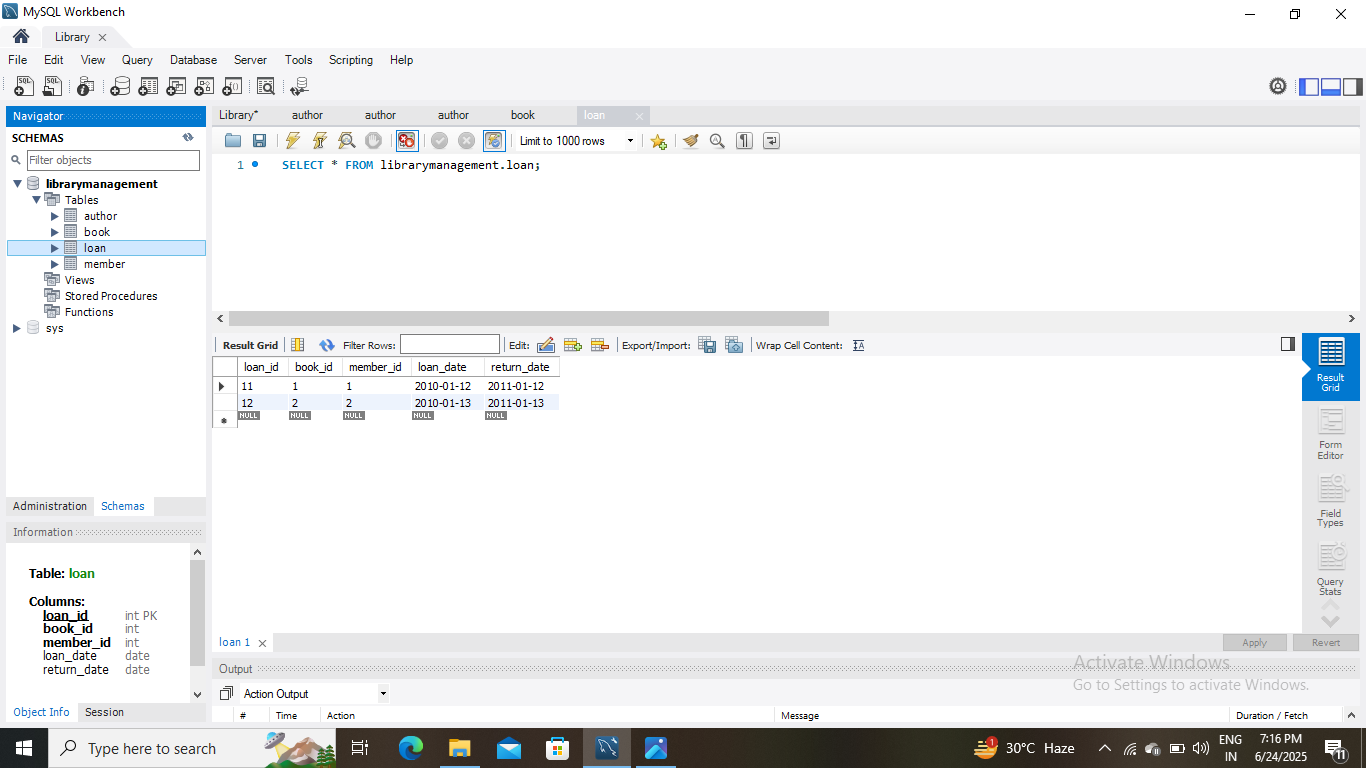 MySQL Workbench
Library
File Edit View Query Database Server Tools Scripting Help
Navigator
SCHEMAS
Filter objects
librarymanagement
Tables
author
book
loan
member
Views
Stored Procedures
Functions
sys
Administration Schemas
Information
Table: loan
Columns:
loan_id int PK
book_id int
member_id int
loan_date date
return_date date
Object Info Session
Library* author author author book loan
Limit to 1000 rows
1 SELECT * FROM librarymanagement.loan;
Result Grid Filter Rows: Edit: Export/Import: Wrap Cell Content:
loan_id book_id member_id loan_date return_date
11 1 1 2010-01-12 2011-01-12
12 2 2 2010-01-13 2011-01-13
NULL NULL NULL NULL NULL
Result
Grid
Form
Editor
Field
Types
Query
Stats
loan 1 Apply Revert
Output
Action Output
# Time Action Message Duration / Fetch
Activate Windows
Go to Settings to activate Windows.
Type here to search
1
30°C Haze
ENG
IN
7:16 PM
6/24/2025
11